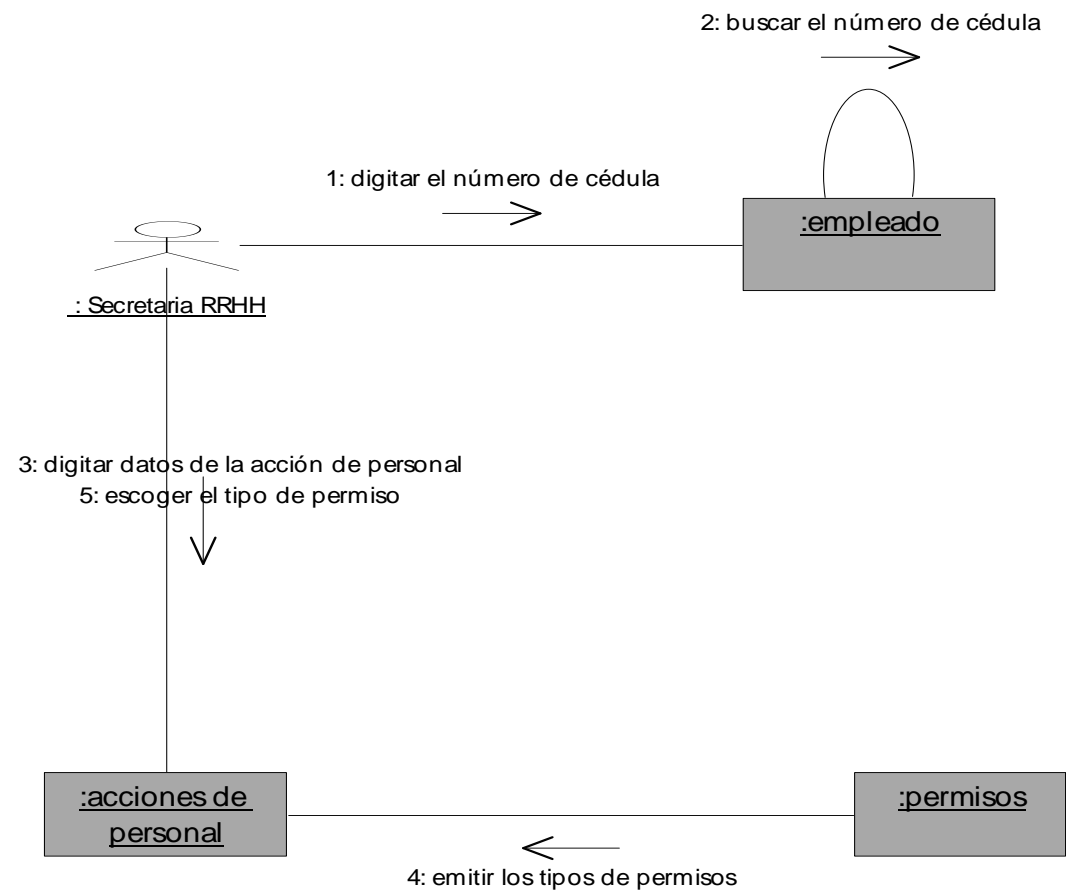 2: buscar el número de cédula
1: digitar el número de cédula
:empleado
: Secretaria RRHH
3: digitar datos de la acción de personal
5: escoger el tipo de permiso
:acciones de
personal
:permisos
4: emitir los tipos de permisos